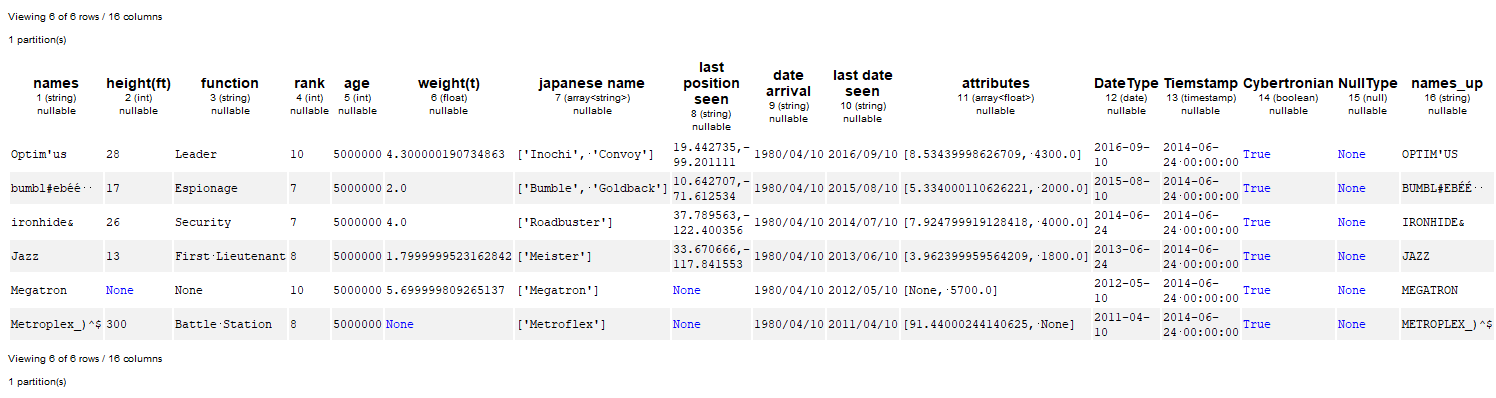 Viewing 6 of 6 rows / 16 columns
1 partition(s)
names height(ft) function rank age weight(t) japanese name last position seen date arrival last date seen attributes DateType Tiemstamp Cybertronian NullType names_up
1 (string) 2 (int) 3 (string) 4 (int) 5 (int) 6 (float) 7 (array<string>) 8 (string) 9 (string) 10 (string) 11 (array<float>) 12 (date) 13 (timestamp) 14 (boolean) 15 (null) 16 (string)
nullable nullable nullable nullable nullable nullable nullable nullable nullable nullable nullable nullable nullable nullable nullable nullable
Optim'us 28 Leader 10 5000000 4.300000190734863 ['Inochi',·'Convoy'] 19.442735,-99.201111 1980/04/10 2016/09/10 [8.53439998626709,·4300.0] 2016-09-10 2014-06-24·00:00:00 True None OPTIM'US
bumbl#ebéé·· 17 Espionage 7 5000000 2.0 ['Bumble',·'Goldback'] 10.642707,-71.612534 1980/04/10 2015/08/10 [5.334000110626221,·2000.0] 2015-08-10 2014-06-24·00:00:00 True None BUMBL#EBÉÉ··
ironhide& 26 Security 7 5000000 4.0 ['Roadbuster'] 37.789563,-122.400356 1980/04/10 2014/07/10 [7.924799919128418,·4000.0] 2014-06-24 2014-06-24·00:00:00 True None IRONHIDE&
Jazz 13 First·Lieutenant 8 5000000 1.7999999523162842 ['Meister'] 33.670666,-117.841553 1980/04/10 2013/06/10 [3.962399959564209,·1800.0] 2013-06-24 2014-06-24·00:00:00 True None JAZZ
Megatron None None 10 5000000 5.699999809265137 ['Megatron'] None 1980/04/10 2012/05/10 [None,·5700.0] 2012-05-10 2014-06-24·00:00:00 True None MEGATRON
Metroplex_)^$ 300 Battle·Station 8 5000000 None ['Metroflex'] None 1980/04/10 2011/04/10 [91.44000244140625,·None] 2011-04-10 2014-06-24·00:00:00 True None METROPLEX_)^$
Viewing 6 of 6 rows / 16 columns
1 partition(s)